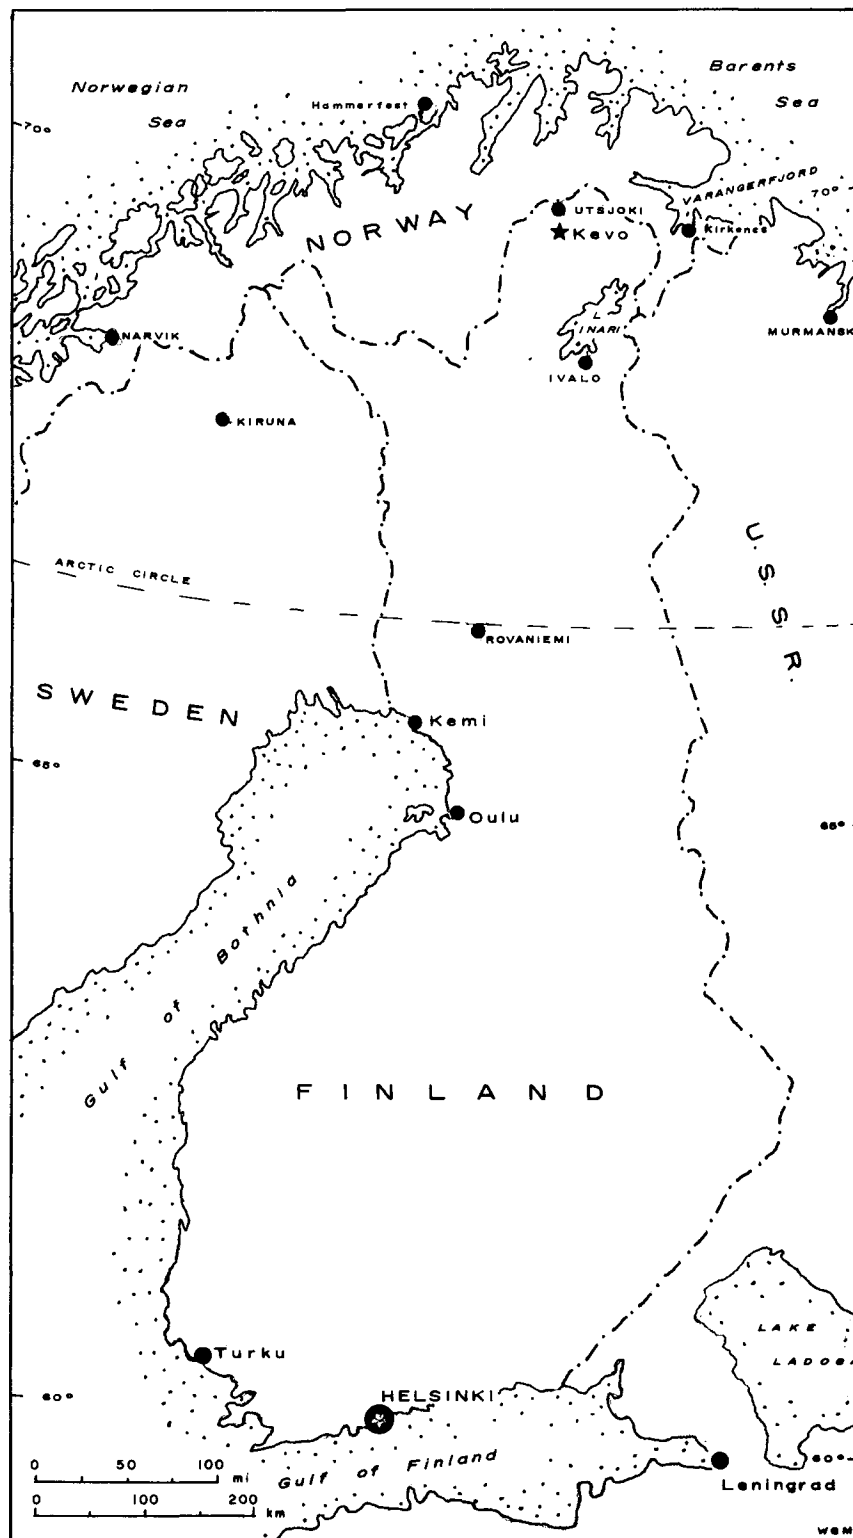 Norwegian
Sea
Barents
Sea
Hammerfest
70°
VARANGERFJORD
70°
UTSJOKI
NORWAY
Kevo
Kirkenes
L.
INARI
NARVIK
MURMANSK
IVALO
KIRUNA
U.S.S.R.
ARCTIC CIRCLE
ROVANIEMI
SWEDEN
Kemi
65°
Oulu
65°
Gulf of Bothnia
FINLAND
LAKE
LADOGA
Turku
60°
HELSINKI
60°
Gulf of Finland
Leningrad
0 50 100
mi
0 100 200
km